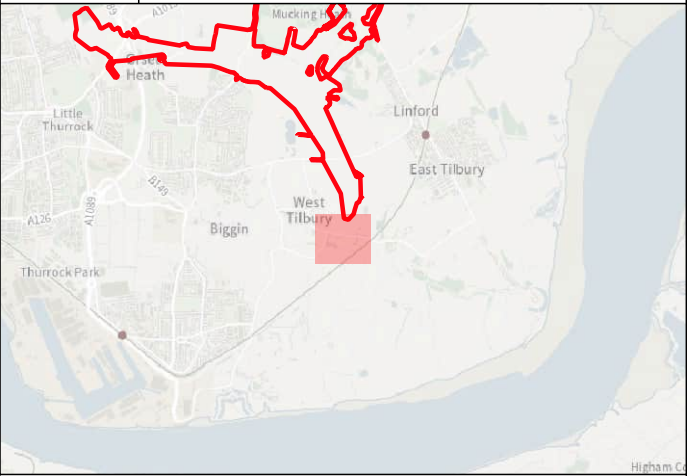 A1013
Mucking Heath
Orsett
Heath
Little
Thurrock
Linford
East Tilbury
B149
A1089
West
Tilbury
A126
Biggin
Thurrock Park
Higham Co